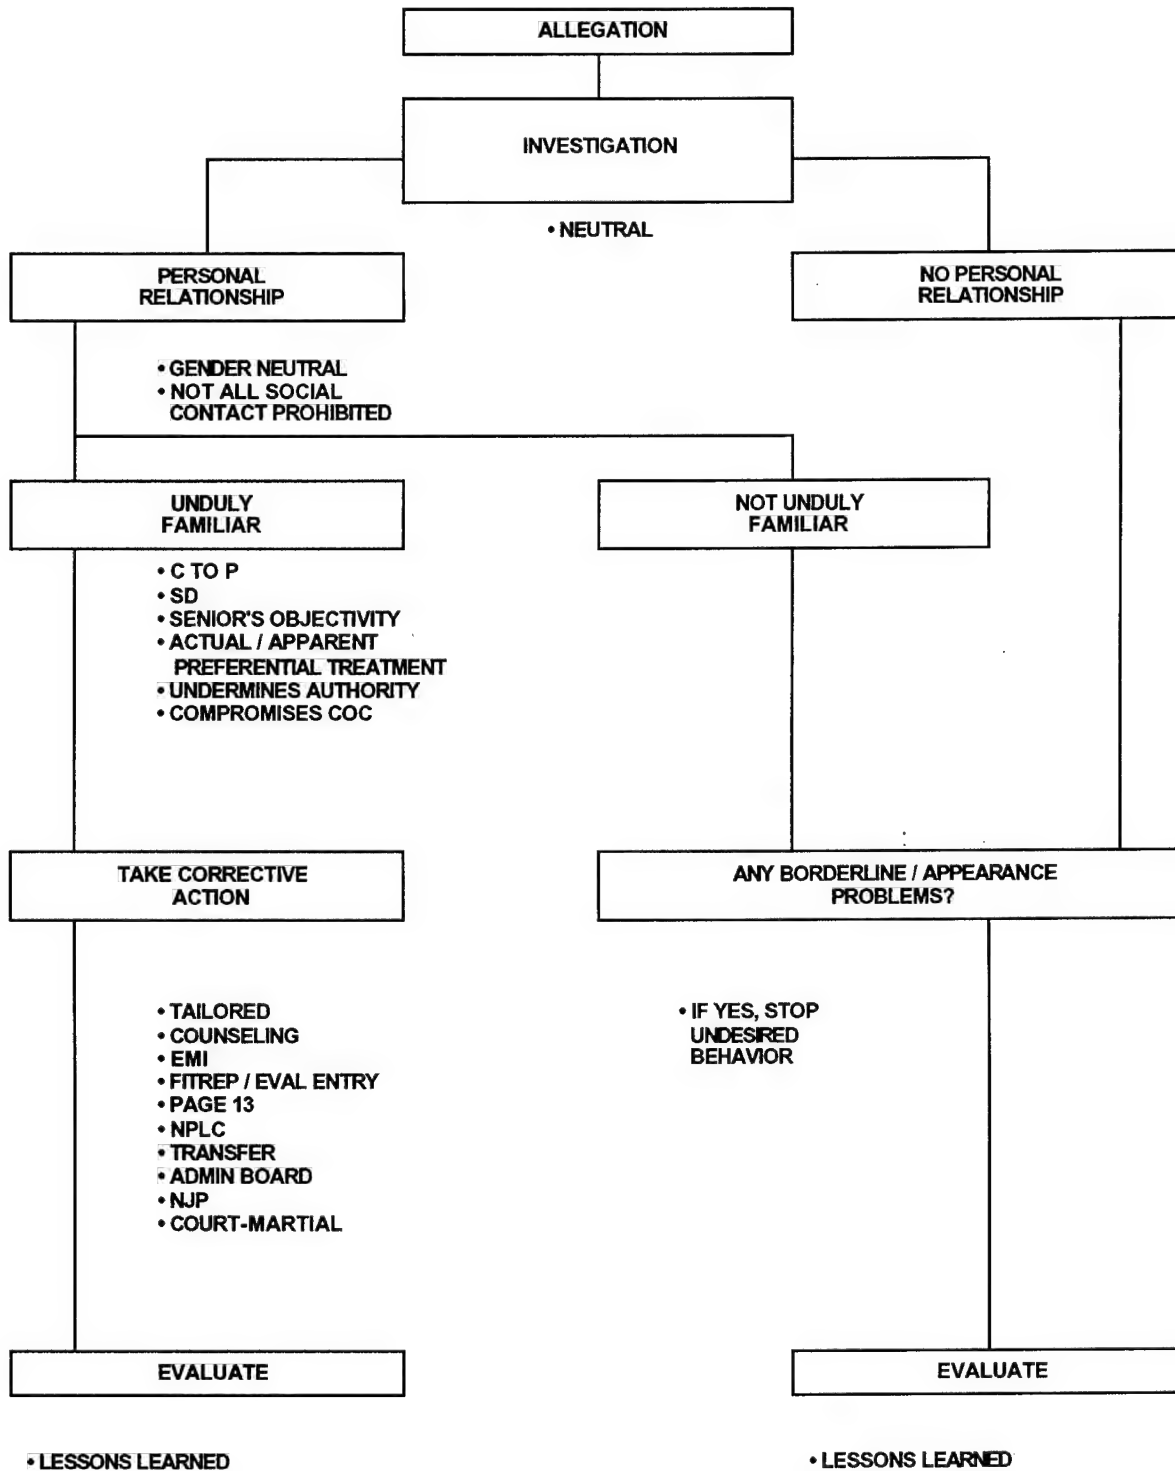 ALLEGATION
INVESTIGATION
• NEUTRAL
PERSONAL
RELATIONSHIP
NO PERSONAL
RELATIONSHIP
• GENDER NEUTRAL
• NOT ALL SOCIAL
CONTACT PROHIBITED
UNDULY
FAMILIAR
NOT UNDULY
FAMILIAR
• C TO P
• SD
• SENIOR'S OBJECTIVITY
• ACTUAL / APPARENT
PREFERENTIAL TREATMENT
• UNDERMINES AUTHORITY
• COMPROMISES COC
TAKE CORRECTIVE
ACTION
ANY BORDERLINE / APPEARANCE
PROBLEMS?
• TAILORED
• COUNSELING
• EMI
• FITREP / EVAL ENTRY
• PAGE 13
• NPLC
• TRANSFER
• ADMIN BOARD
• NJP
• COURT-MARTIAL
• IF YES, STOP
UNDESIRED
BEHAVIOR
EVALUATE
EVALUATE
• LESSONS LEARNED
• LESSONS LEARNED